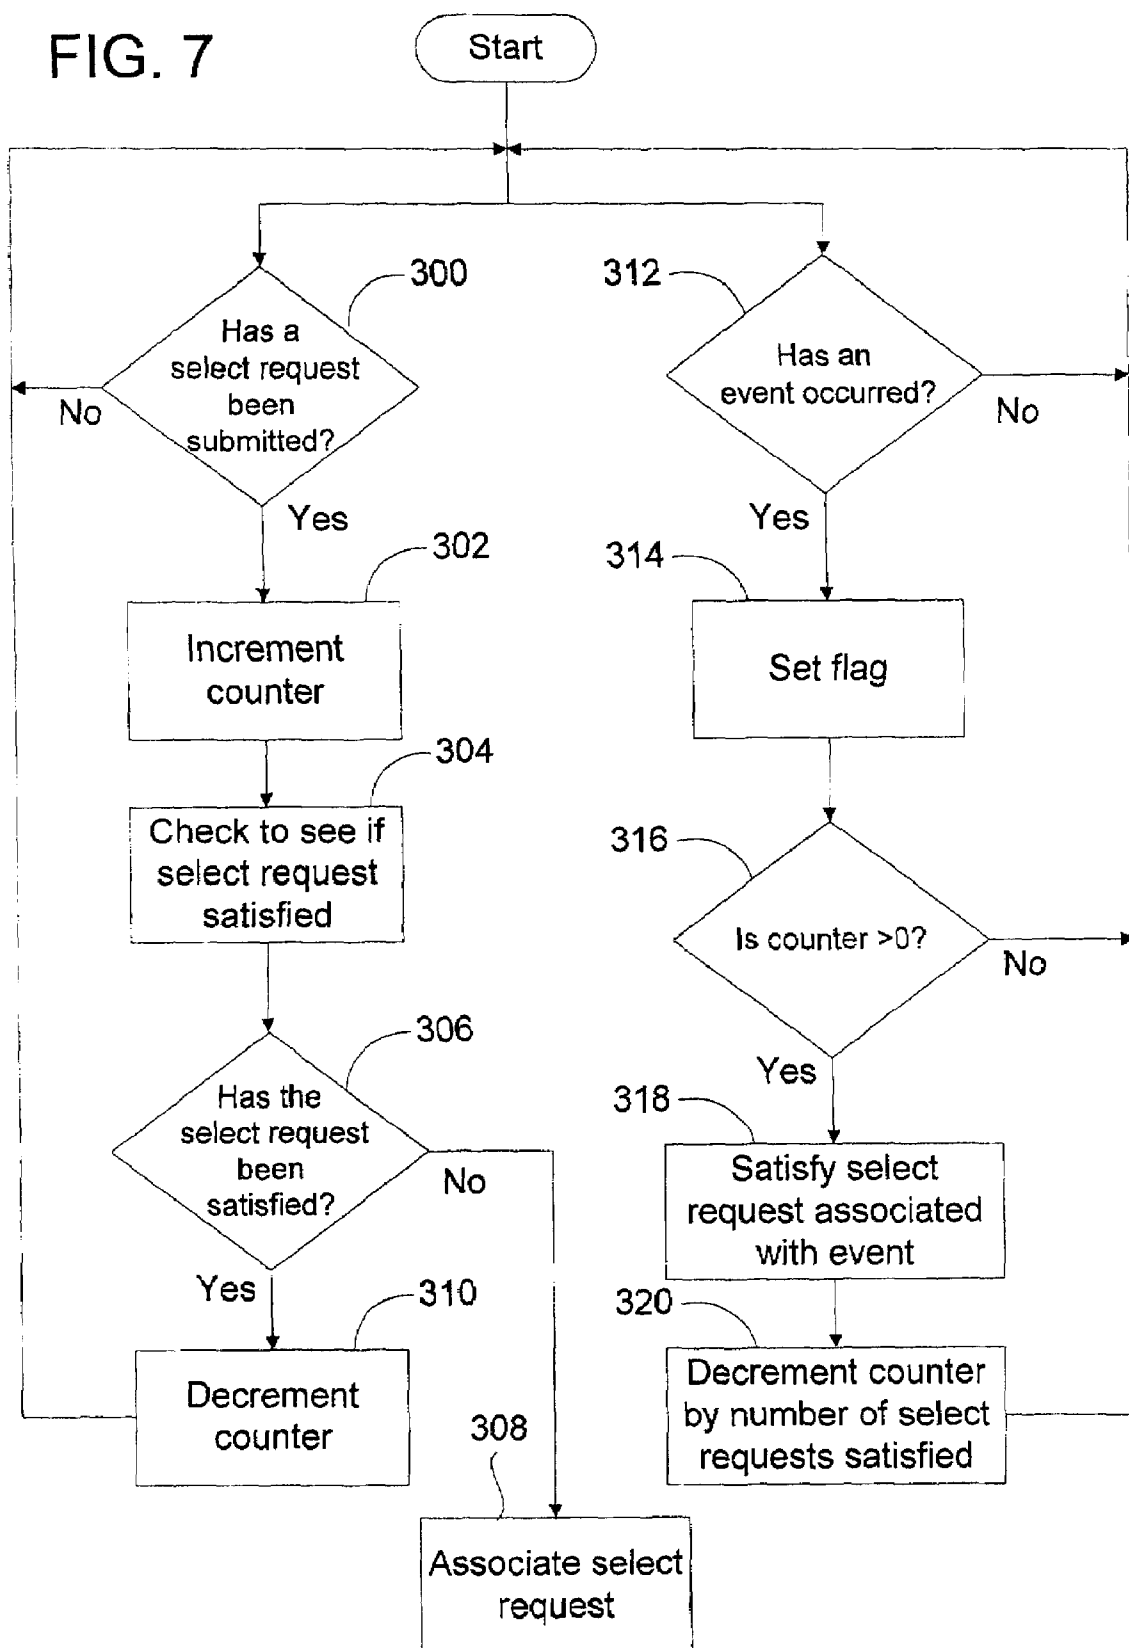 FIG. 7
Start
300
Has a
select request
been
submitted?
No
Yes
302
Increment
counter
304
Check to see if
select request
satisfied
306
Has the
select request
been
satisfied?
No
Yes
310
Decrement
counter
308
Associate select
request
312
Has an
event occurred?
No
Yes
314
Set flag
316
Is counter >0?
No
Yes
318
Satisfy select
request associated
with event
320
Decrement counter
by number of select
requests satisfied